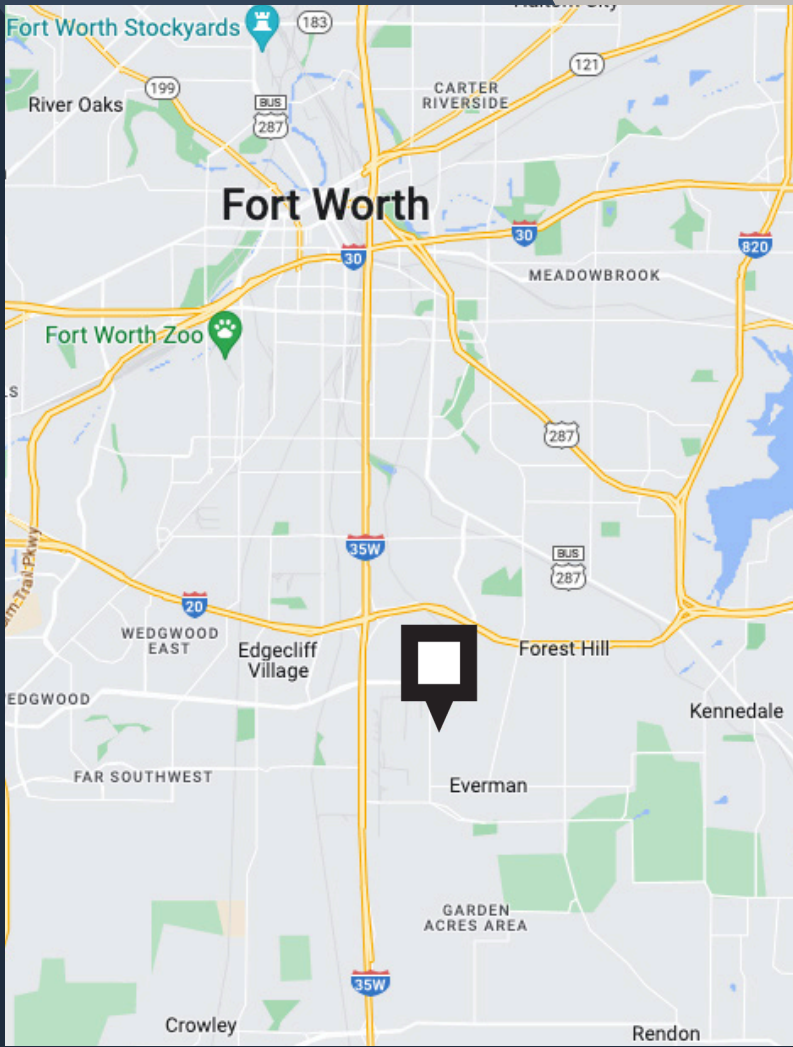 Fort Worth Stockyards
183
121
199
CARTER
RIVERSIDE
River Oaks
BUS
287
Fort Worth
30
30
820
MEADOWBROOK
Fort Worth Zoo
287
35W
BUS
287
20
WEDGWOOD
EAST
Edgecliff
Village
Forest Hill
EDGWOOD
Kennedale
FAR SOUTHWEST
Everman
GARDEN
ACRES AREA
35W
Crowley
Rendon